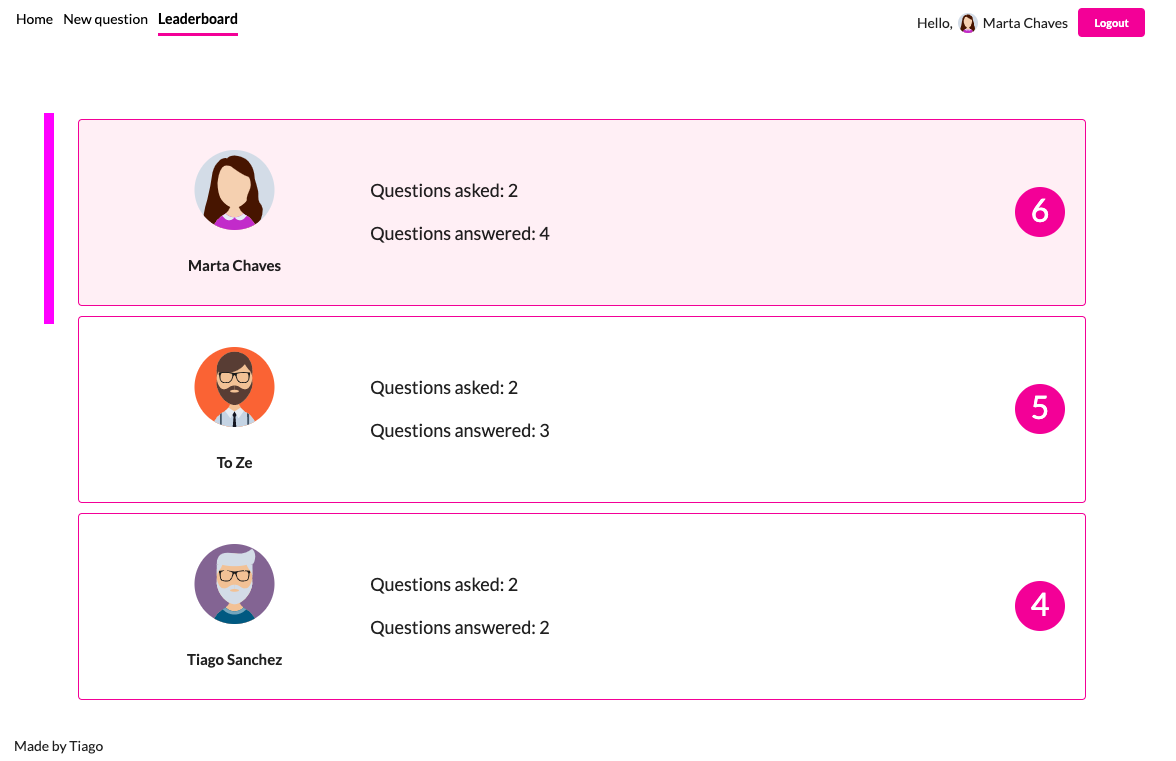 Home New question Leaderboard
Hello, Marta Chaves Logout
Questions asked: 2
Questions answered: 4
6
Marta Chaves
Questions asked: 2
Questions answered: 3
5
To Ze
Questions asked: 2
Questions answered: 2
4
Tiago Sanchez
Made by Tiago